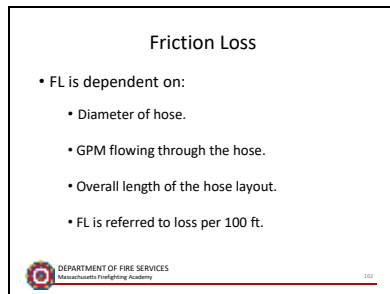 Friction Loss
• FL is dependent on:
• Diameter of hose.
• GPM flowing through the hose.
• Overall length of the hose layout.
• FL is referred to loss per 100 ft.
DEPARTMENT OF FIRE SERVICES
Massachusetts Firefighting Academy
162